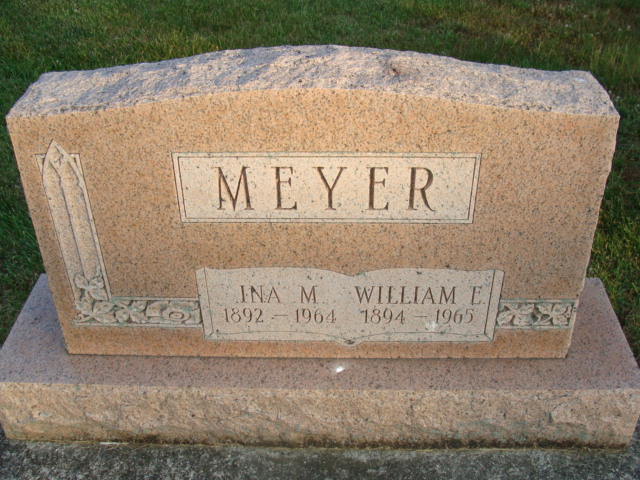 MEYER
INA M. WILLIAM E.
1892 – 1964 1894 – 1965